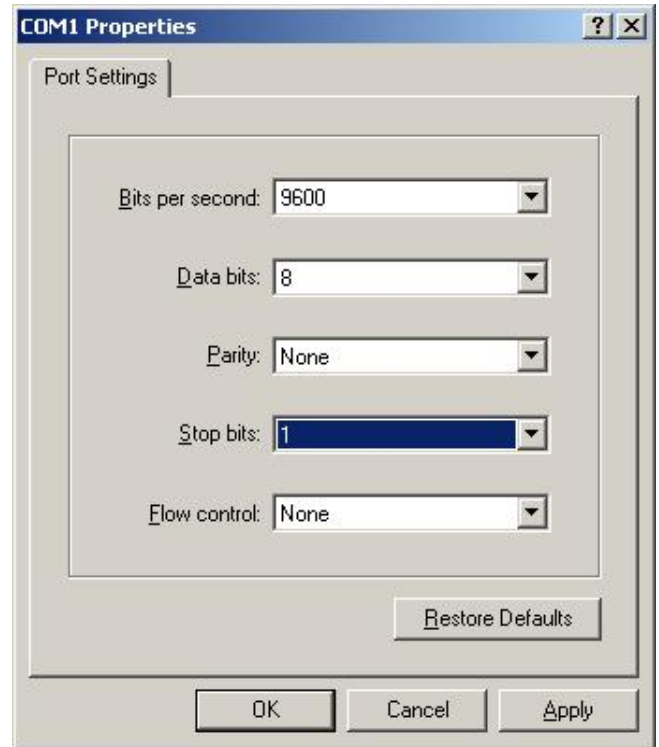 COM1 Properties
Port Settings
Bits per second: 9600
Data bits: 8
Parity: None
Stop bits: 1
Flow control: None
Restore Defaults
OK Cancel Apply